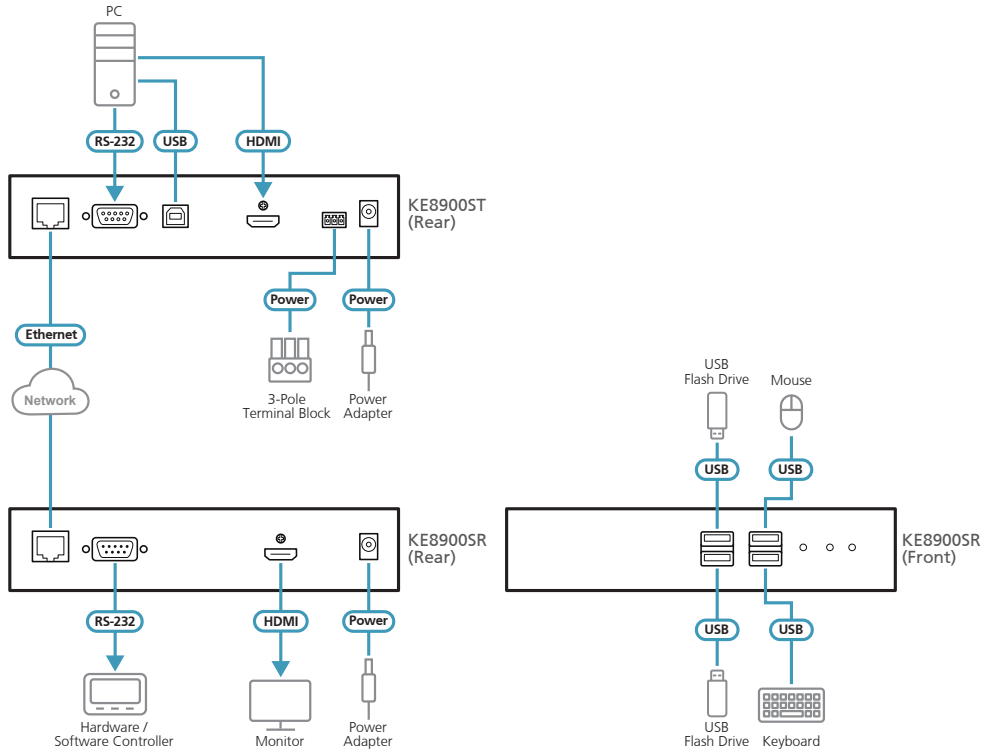 PC
RS-232
USB
HDMI
KE8900ST
(Rear)
Power
Power
Ethernet
Network
3-Pole
Terminal Block
Power
Adapter
KE8900SR
(Rear)
RS-232
HDMI
Power
Hardware /
Software Controller
Monitor
Power
Adapter
USB
Flash Drive
Mouse
USB
USB
KE8900SR
(Front)
USB
USB
USB
Flash Drive
Keyboard